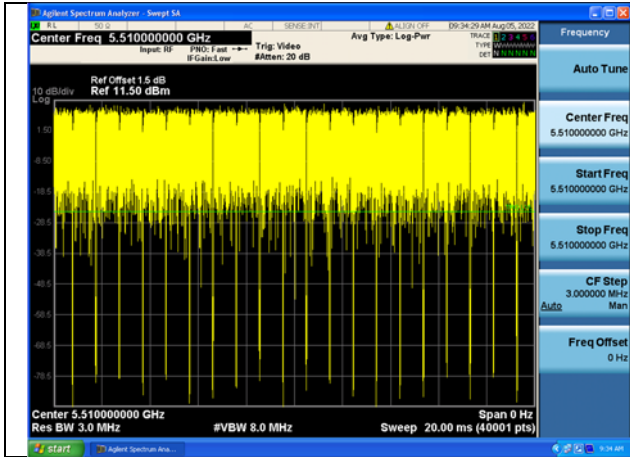 Agilent Spectrum Analyzer - Swept SA
RL 50 Ω AC SENSE:INT ALIGN OFF 09:34:29 AM Aug 05, 2022
Center Freq 5.510000000 GHz
Input: RF PNO: Fast
IFGain:Low
Trig: Video
#Atten: 20 dB
Avg Type: Log-Pwr
TRACE 1 2 3 4 5 6
TYPE
DET N N N N N N
Ref Offset 1.5 dB
10 dB/div Ref 11.50 dBm
Log
1.50
-8.50
-18.5
-28.5
-38.5
-48.5
-58.5
-68.5
-78.5
Center 5.510000000 GHz Span 0 Hz
Res BW 3.0 MHz #VBW 8.0 MHz Sweep 20.00 ms (40001 pts)
Frequency
Auto Tune
Center Freq
5.510000000 GHz
Start Freq
5.510000000 GHz
Stop Freq
5.510000000 GHz
CF Step
3.000000 MHz
Auto Man
Freq Offset
0 Hz
start Agilent Spectrum Ana... 9:34 AM